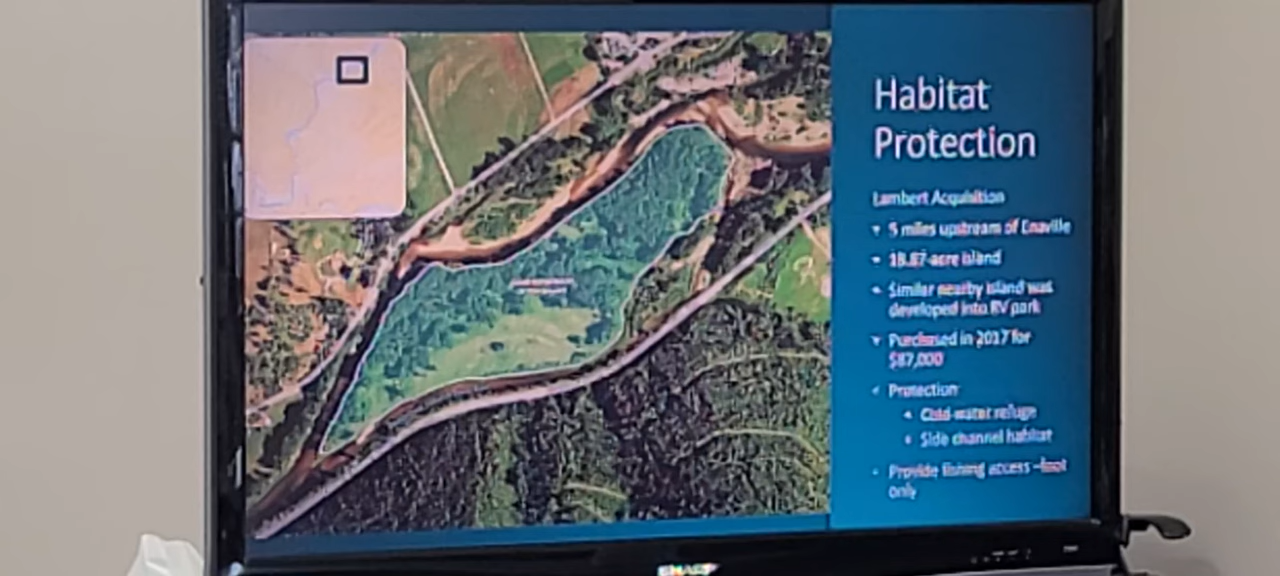 Habitat
Protection
Lambert Acquisition
5 miles upstream of Enaville
18.87-acre island
Similar nearby island was
developed into RV park
Purchased in 2017 for
$87,000
Protection
Cold-water refuge
Side channel habitat
Provide fishing access –foot
only
SHARP